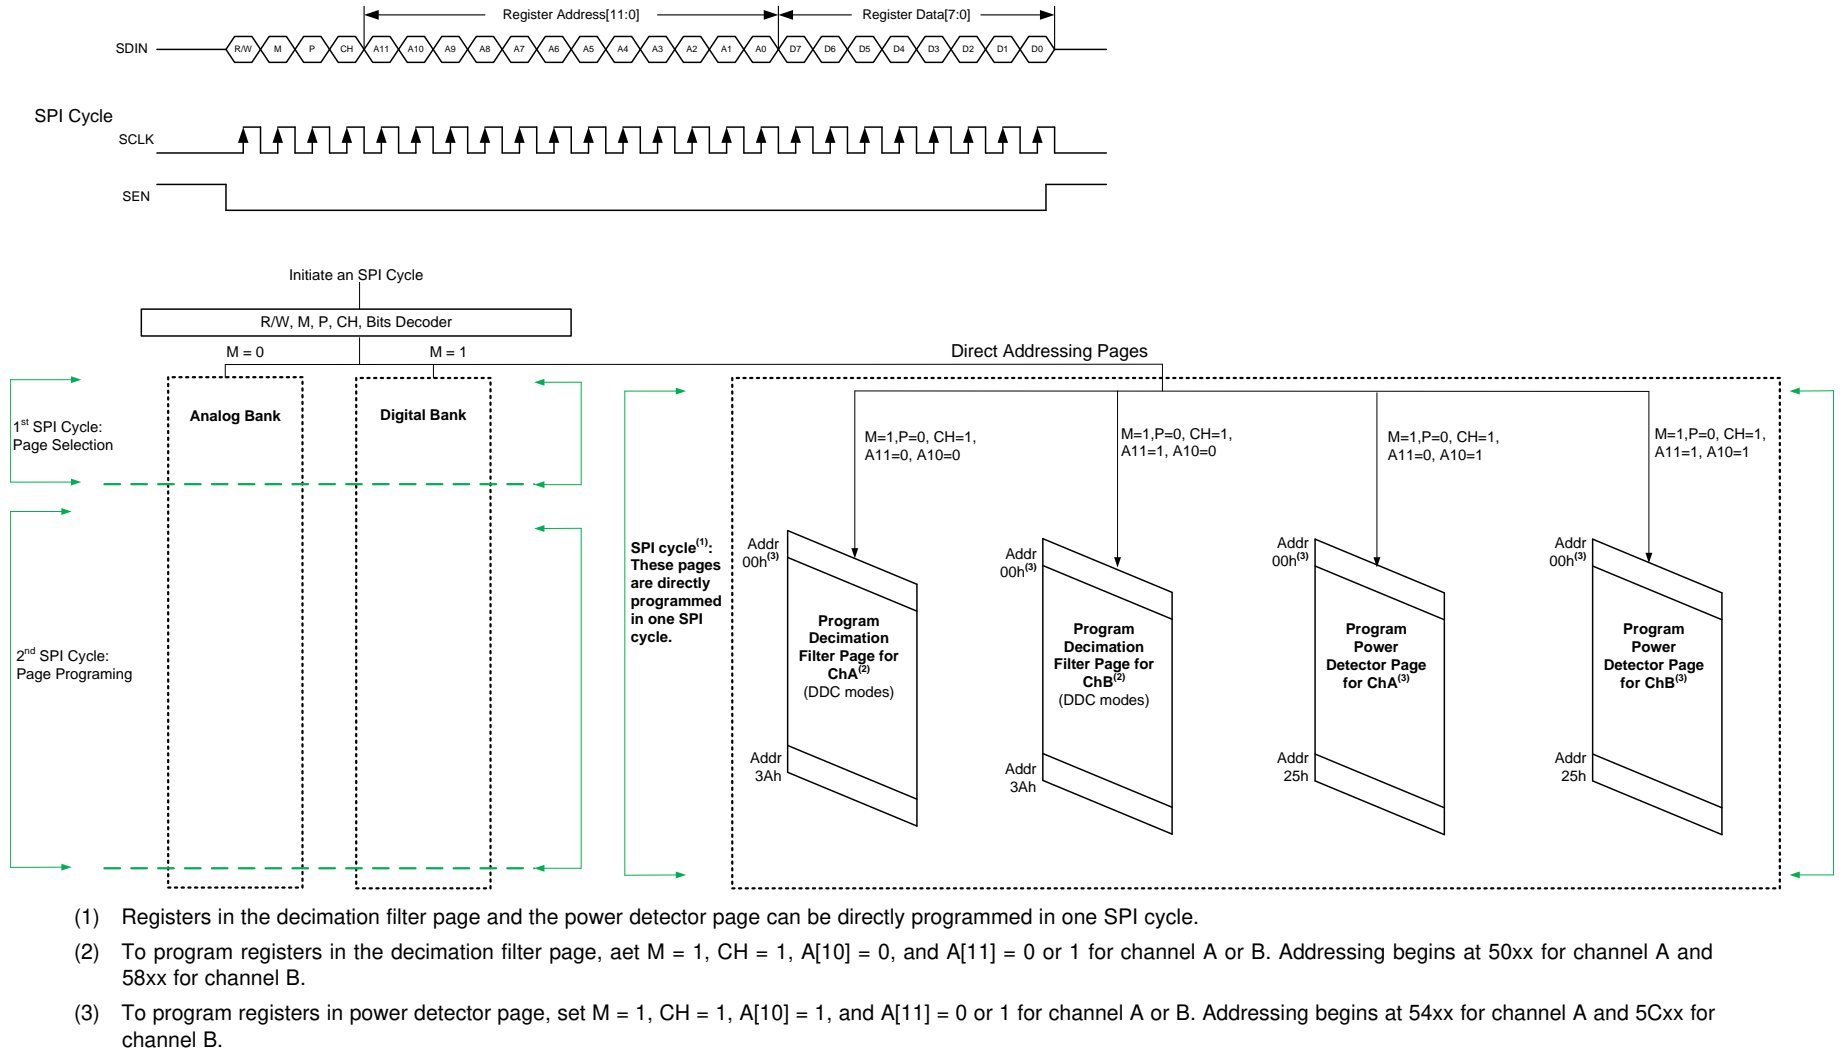 Register Address[11:0]
Register Data[7:0]
SDIN
R/W M P CH A11 A10 A9 A8 A7 A6 A5 A4 A3 A2 A1 A0 D7 D6 D5 D4 D3 D2 D1 D0
SPI Cycle
SCLK
SEN
Initiate an SPI Cycle
R/W, M, P, CH, Bits Decoder
M = 0
M = 1
Direct Addressing Pages
1st SPI Cycle:
Page Selection
Analog Bank
Digital Bank
2nd SPI Cycle:
Page Programing
SPI cycle(1):
These pages
are directly
programmed
in one SPI
cycle.
M=1,P=0, CH=1,
A11=0, A10=0
M=1,P=0, CH=1,
A11=1, A10=0
M=1,P=0, CH=1,
A11=0, A10=1
M=1,P=0, CH=1,
A11=1, A10=1
Addr
00h(3)
Program
Decimation
Filter Page for
ChA(2)
(DDC modes)
Addr
3Ah
Addr
00h(3)
Program
Decimation
Filter Page for
ChB(2)
(DDC modes)
Addr
3Ah
Addr
00h(3)
Program
Power
Detector Page
for ChA(3)
Addr
25h
Addr
00h(3)
Program
Power
Detector Page
for ChB(3)
Addr
25h
(1) Registers in the decimation filter page and the power detector page can be directly programmed in one SPI cycle.
(2) To program registers in the decimation filter page, aet M = 1, CH = 1, A[10] = 0, and A[11] = 0 or 1 for channel A or B. Addressing begins at 50xx for channel A and
58xx for channel B.
(3) To program registers in power detector page, set M = 1, CH = 1, A[10] = 1, and A[11] = 0 or 1 for channel A or B. Addressing begins at 54xx for channel A and 5Cxx for
channel B.